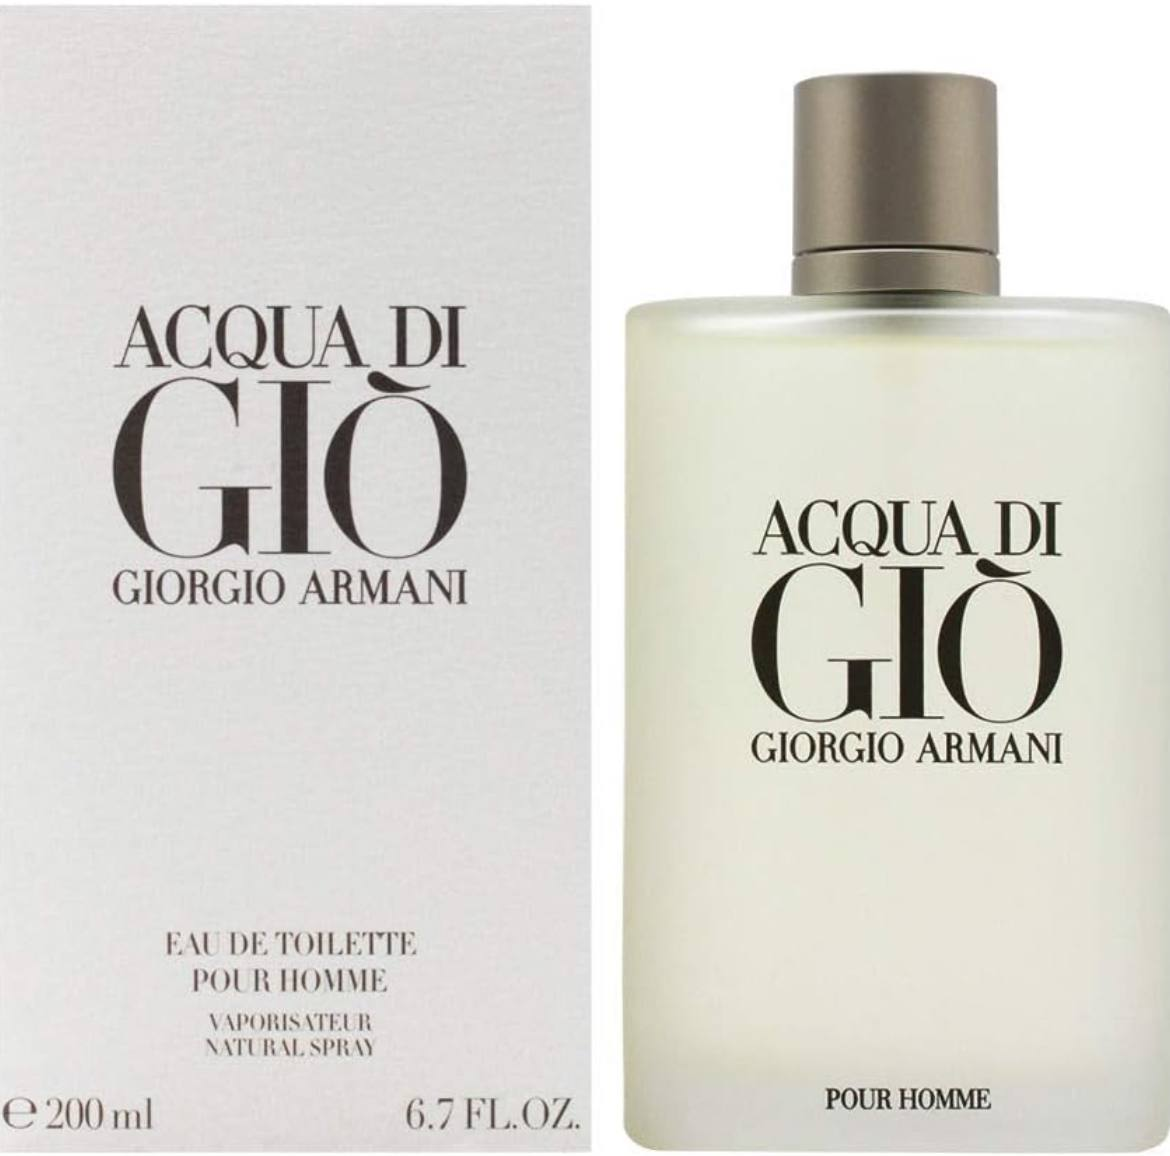 ACQUA DI
GIÒ
GIORGIO ARMANI
EAU DE TOILETTE
POUR HOMME
VAPORISATEUR
NATURAL SPRAY
℮ 200 ml 6.7 FL.OZ.
ACQUA DI
GIÒ
GIORGIO ARMANI
POUR HOMME